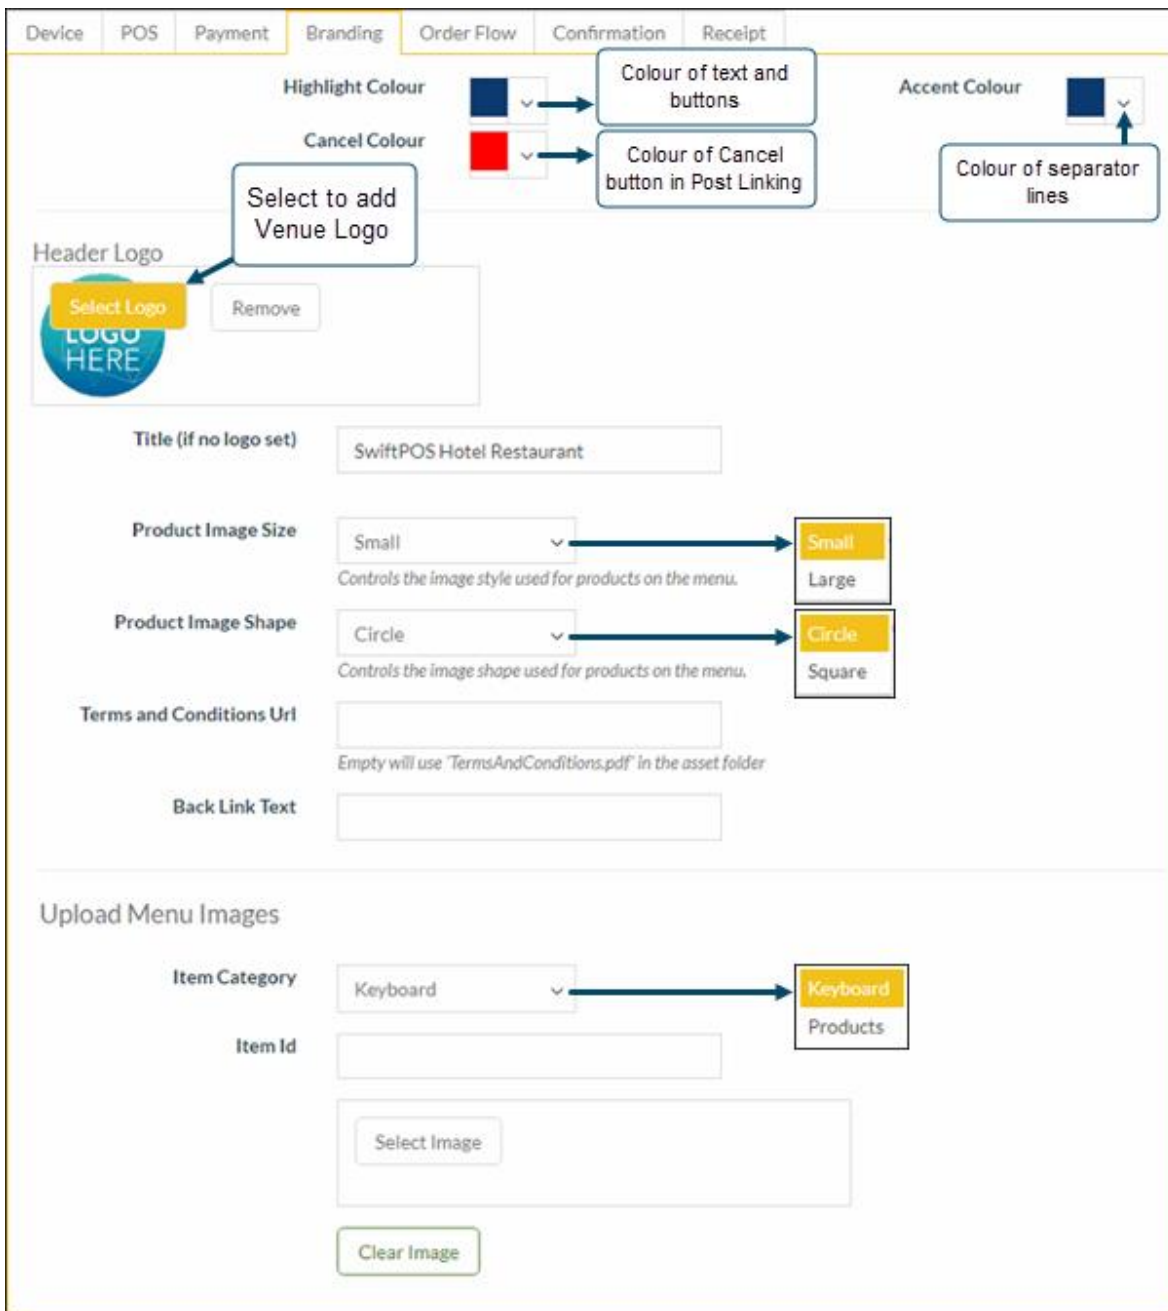 Device POS Payment Branding Order Flow Confirmation Receipt
Highlight Colour
Colour of text and
buttons
Accent Colour
Cancel Colour
Colour of Cancel
button in Post Linking
Colour of separator
lines
Select to add
Venue Logo
Header Logo
Select Logo
Remove
LOGO
HERE
Title (if no logo set)
SwiftPOS Hotel Restaurant
Product Image Size
Small
Small
Large
Controls the image style used for products on the menu.
Product Image Shape
Circle
Circle
Square
Controls the image shape used for products on the menu.
Terms and Conditions Url
Empty will use 'TermsAndConditions.pdf' in the asset folder
Back Link Text
Upload Menu Images
Item Category
Keyboard
Keyboard
Products
Item Id
Select Image
Clear Image